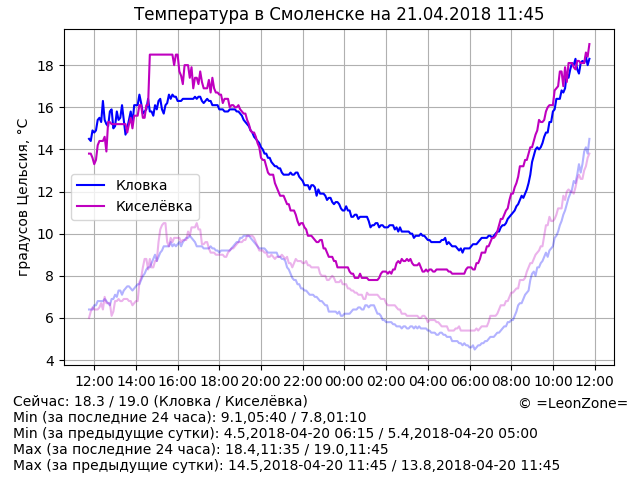 Температура в Смоленске на 21.04.2018 11:45
градусов Цельсия, °C
18
16
14
12
10
8
6
4
Кловка
Киселёвка
12:00 14:00 16:00 18:00 20:00 22:00 00:00 02:00 04:00 06:00 08:00 10:00 12:00
Сейчас: 18.3 / 19.0 (Кловка / Киселёвка)
© =LeonZone=
Min (за последние 24 часа): 9.1,05:40 / 7.8,01:10
Min (за предыдущие сутки): 4.5,2018-04-20 06:15 / 5.4,2018-04-20 05:00
Max (за последние 24 часа): 18.4,11:35 / 19.0,11:45
Max (за предыдущие сутки): 14.5,2018-04-20 11:45 / 13.8,2018-04-20 11:45